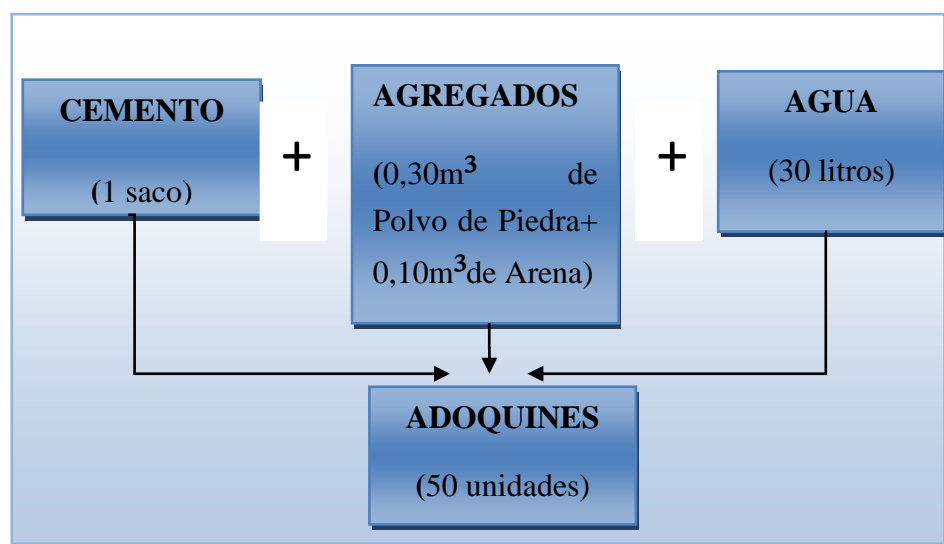 CEMENTO
(1 saco)
+
AGREGADOS
(0,30m³ de
Polvo de Piedra+
0,10m³de Arena)
+
AGUA
(30 litros)
ADOQUINES
(50 unidades)